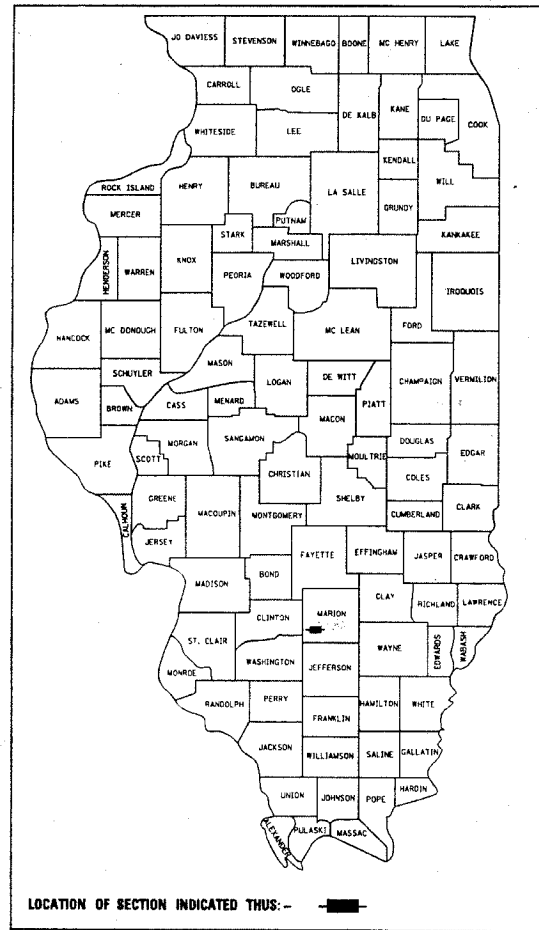 JO DAVIESS
STEVENSON
WINNEBAGO
BOONE
MC HENRY
LAKE
CARROLL
OGLE
DE KALB
KANE
DU PAGE
COOK
WHITESIDE
LEE
KENDALL
WILL
ROCK ISLAND
HENRY
BUREAU
LA SALLE
GRUNDY
MERCER
PUTNAM
KANKAKEE
STARK
MARSHALL
HENDERSON
WARREN
KNOX
PEORIA
WOODFORD
LIVINGSTON
IROQUOIS
HANCOCK
MC DONOUGH
FULTON
TAZEWELL
MC LEAN
FORD
MASON
SCHUYLER
LOGAN
DE WITT
CHAMPAIGN
VERMILION
ADAMS
BROWN
CASS
MENARD
PIATT
MACON
MORGAN
SANGAMON
DOUGLAS
EDGAR
PIKE
SCOTT
CHRISTIAN
MOULTRIE
COLES
GREENE
MACOUPIN
MONTGOMERY
SHELBY
CUMBERLAND
CLARK
CALHOUN
JERSEY
FAYETTE
EFFINGHAM
JASPER
CRAWFORD
MADISON
BOND
CLAY
RICHLAND
LAWRENCE
CLINTON
MARION
ST. CLAIR
WAYNE
EDWARDS
WABASH
WASHINGTON
JEFFERSON
MONROE
RANDOLPH
PERRY
HAMILTON
WHITE
FRANKLIN
JACKSON
WILLIAMSON
SALINE
GALLATIN
UNION
JOHNSON
POPE
HARDIN
ALEXANDER
PULASKI
MASSAC
LOCATION OF SECTION INDICATED THUS:-